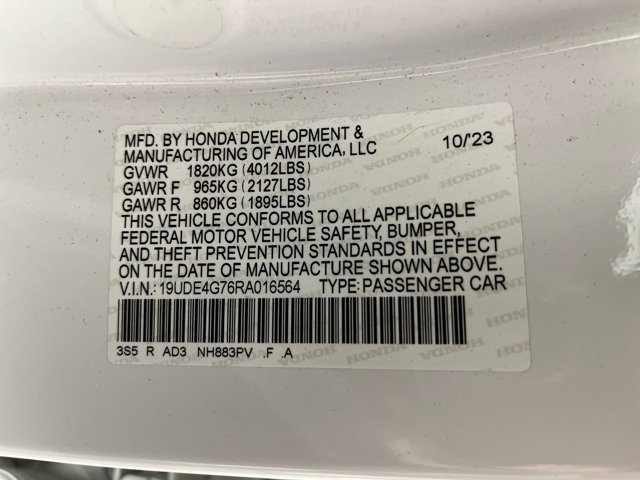 MFD. BY HONDA DEVELOPMENT & 10/'23
MANUFACTURING OF AMERICA, LLC
GVWR 1820KG (4012LBS)
GAWR F 965KG (2127LBS)
GAWR R 860KG (1895LBS)
THIS VEHICLE CONFORMS TO ALL APPLICABLE
FEDERAL MOTOR VEHICLE SAFETY, BUMPER,
AND THEFT PREVENTION STANDARDS IN EFFECT
ON THE DATE OF MANUFACTURE SHOWN ABOVE.
V.I.N.: 19UDE4G76RA016564 TYPE: PASSENGER CAR
3S5 R AD3 NH883PV F .A